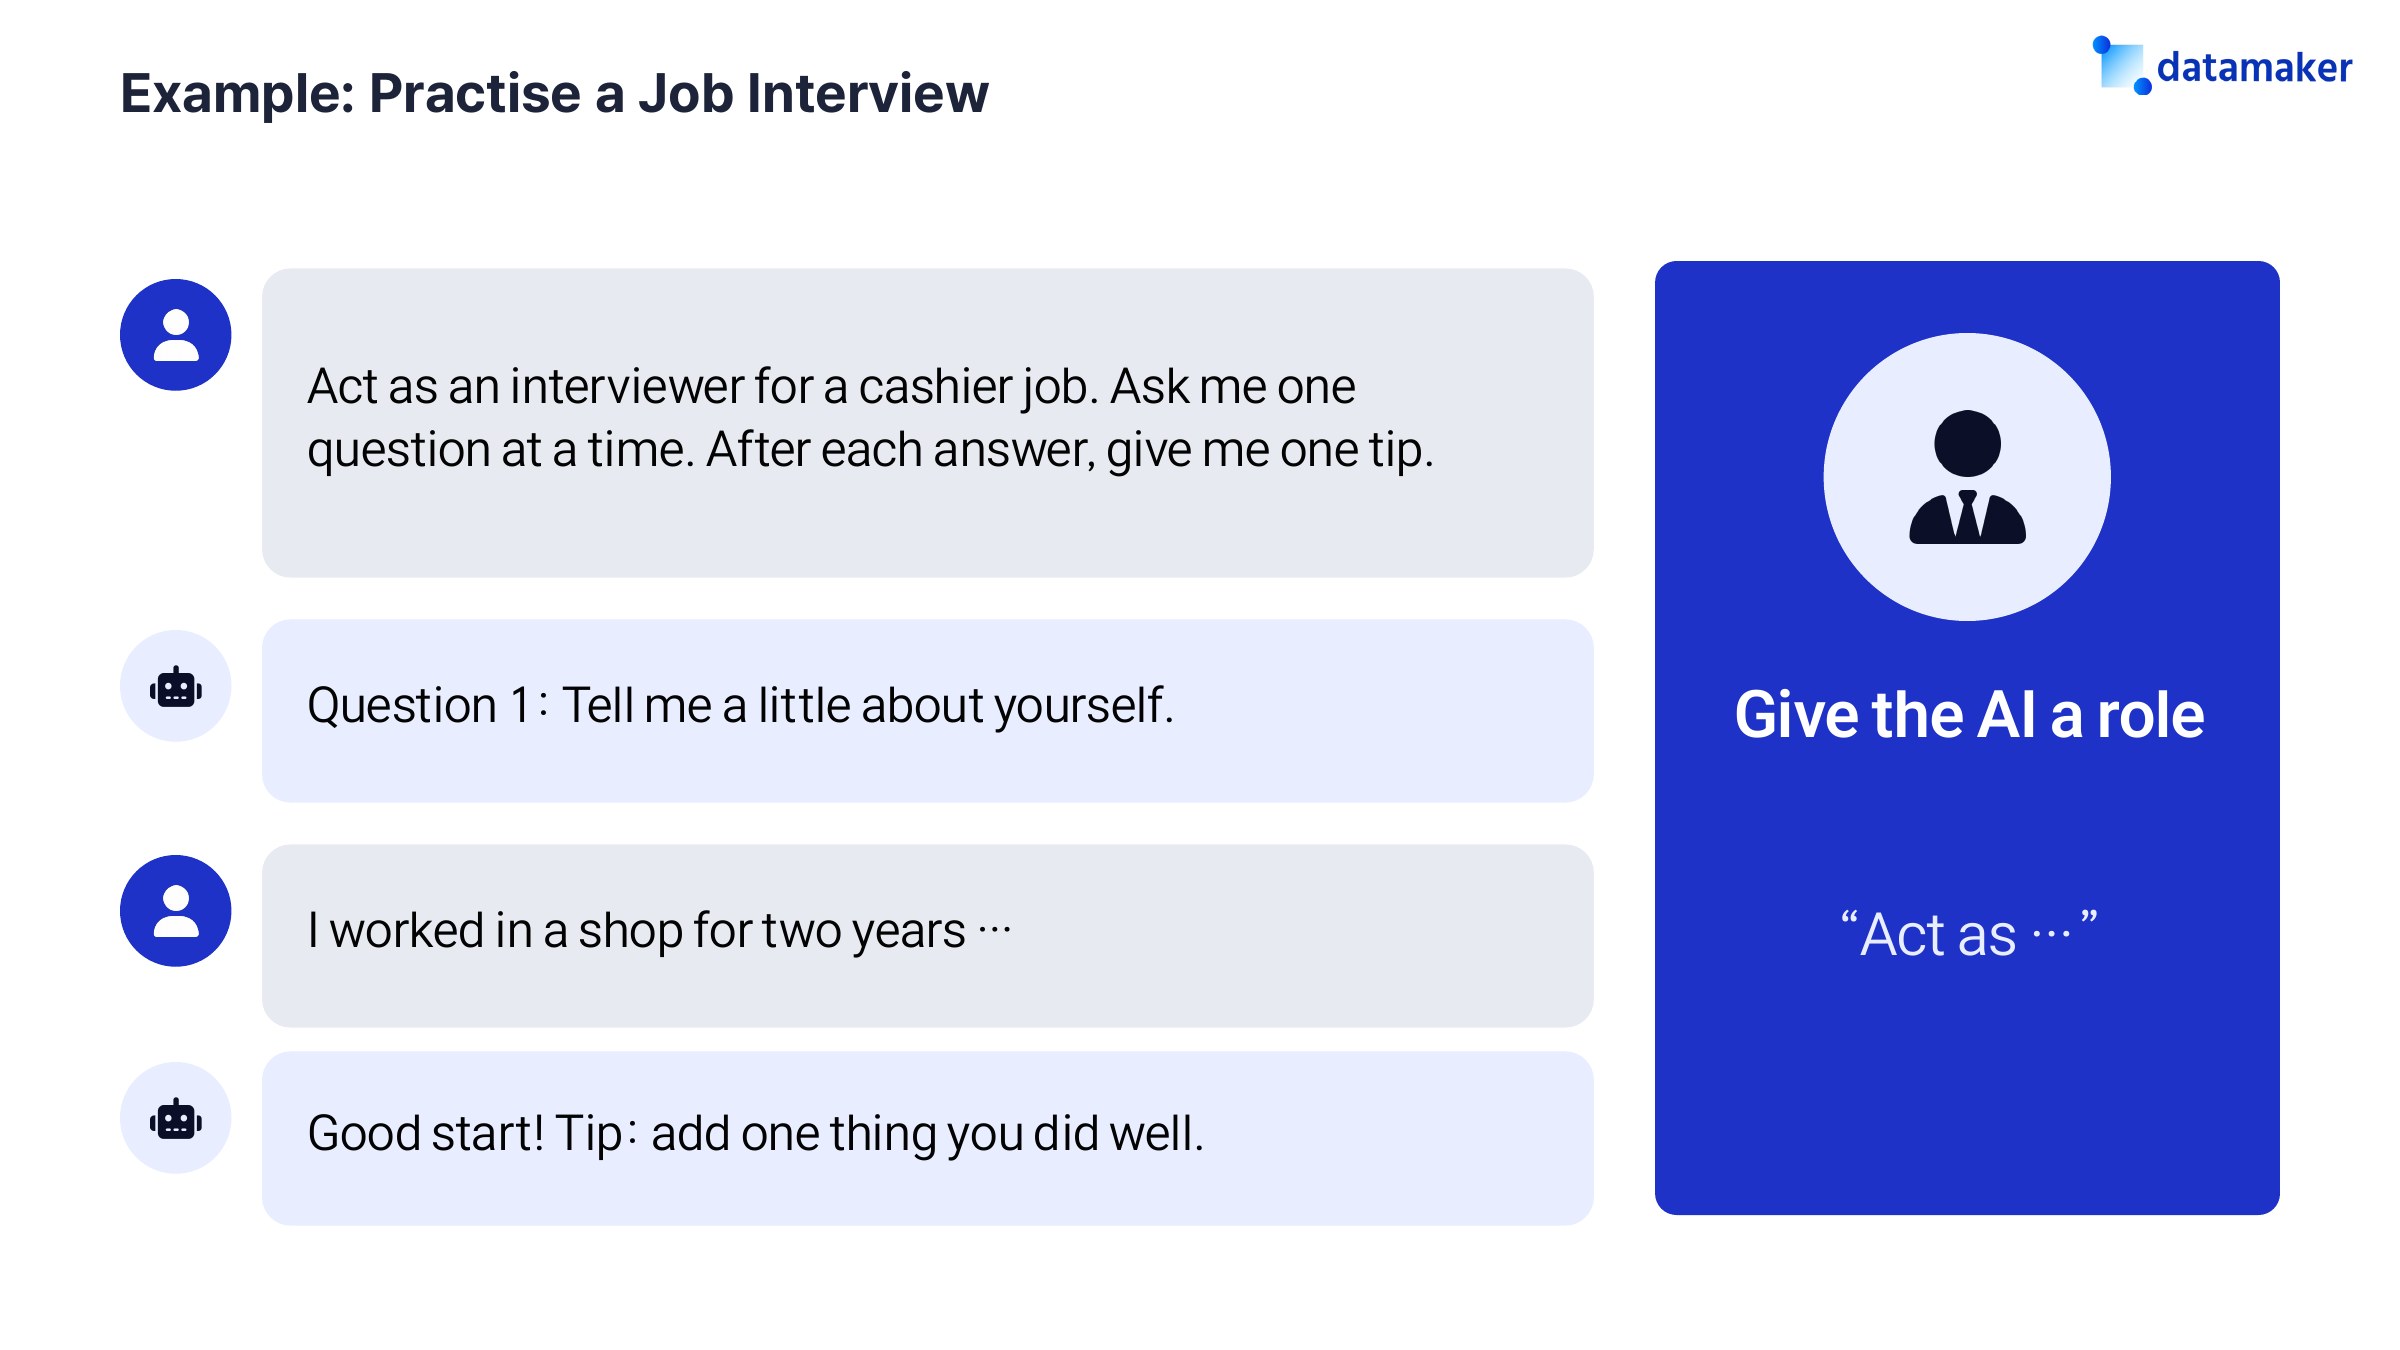 Example: Practise a Job Interview
datamaker
Act as an interviewer for a cashier job. Ask me one
question at a time. After each answer, give me one tip.
Question 1: Tell me a little about yourself.
I worked in a shop for two years ⋯
Good start! Tip: add one thing you did well.
Give the AI a role
“Act as ⋯”